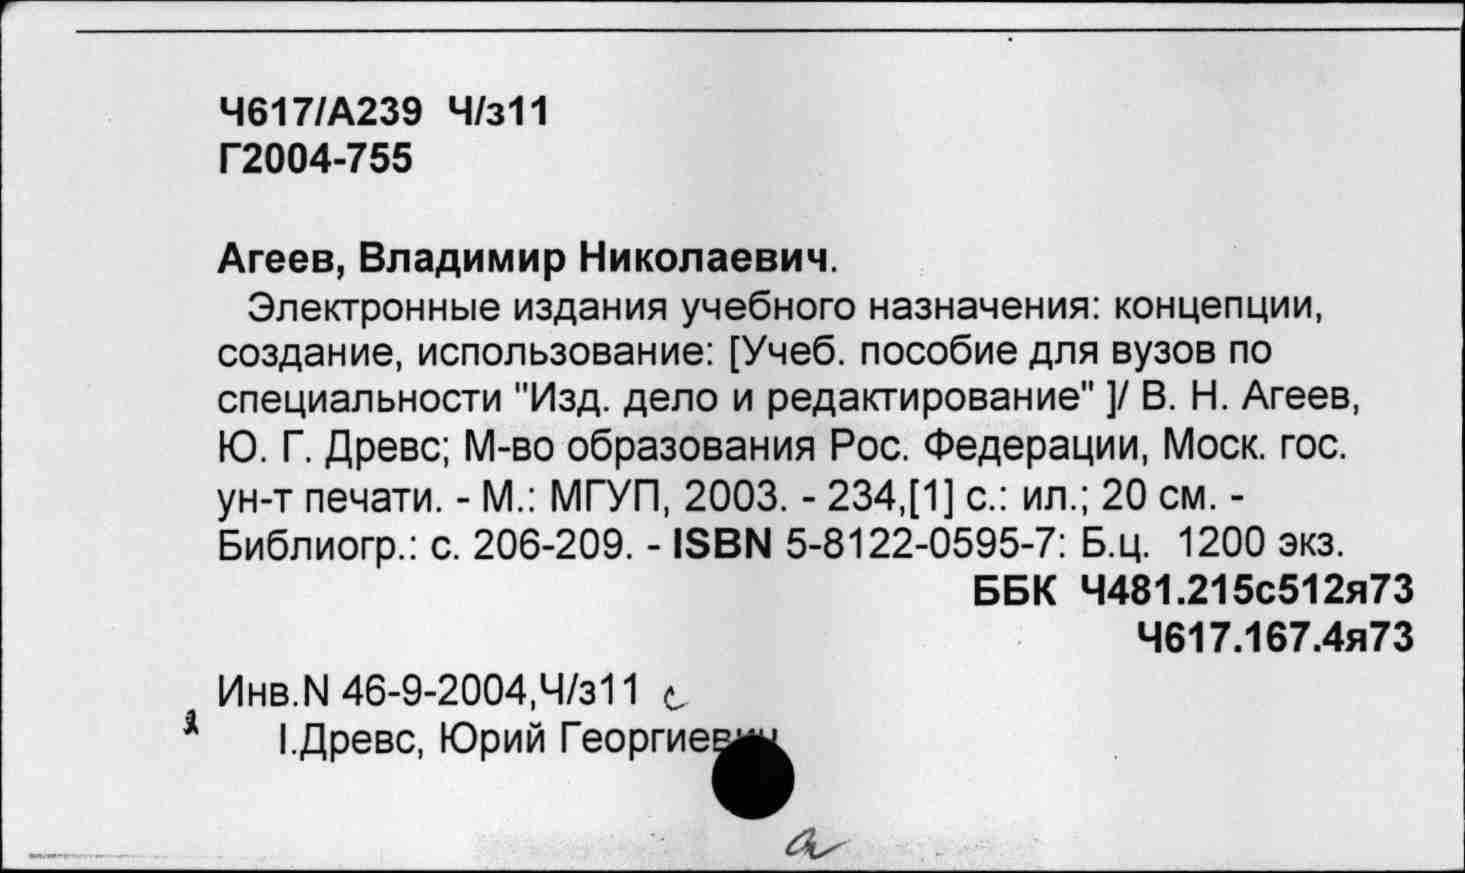 Ч617/А239 Ч/з11
Г2004-755
Агеев, Владимир Николаевич.
Электронные издания учебного назначения: концепции,
создание, использование: [Учеб. пособие для вузов по
специальности "Изд. дело и редактирование" ]/ В. Н. Агеев,
Ю. Г. Древс; М-во образования Рос. Федерации, Моск. гос.
ун-т печати. - М.: МГУП, 2003. - 234,[1] с.: ил.; 20 см. -
Библиогр.: с. 206-209. - ISBN 5-8122-0595-7: Б.ц. 1200 экз.
ББК Ч481.215с512я73
Ч617.167.4я73
Инв.N 46-9-2004,Ч/з11
I.Древс, Юрий Георгиевич